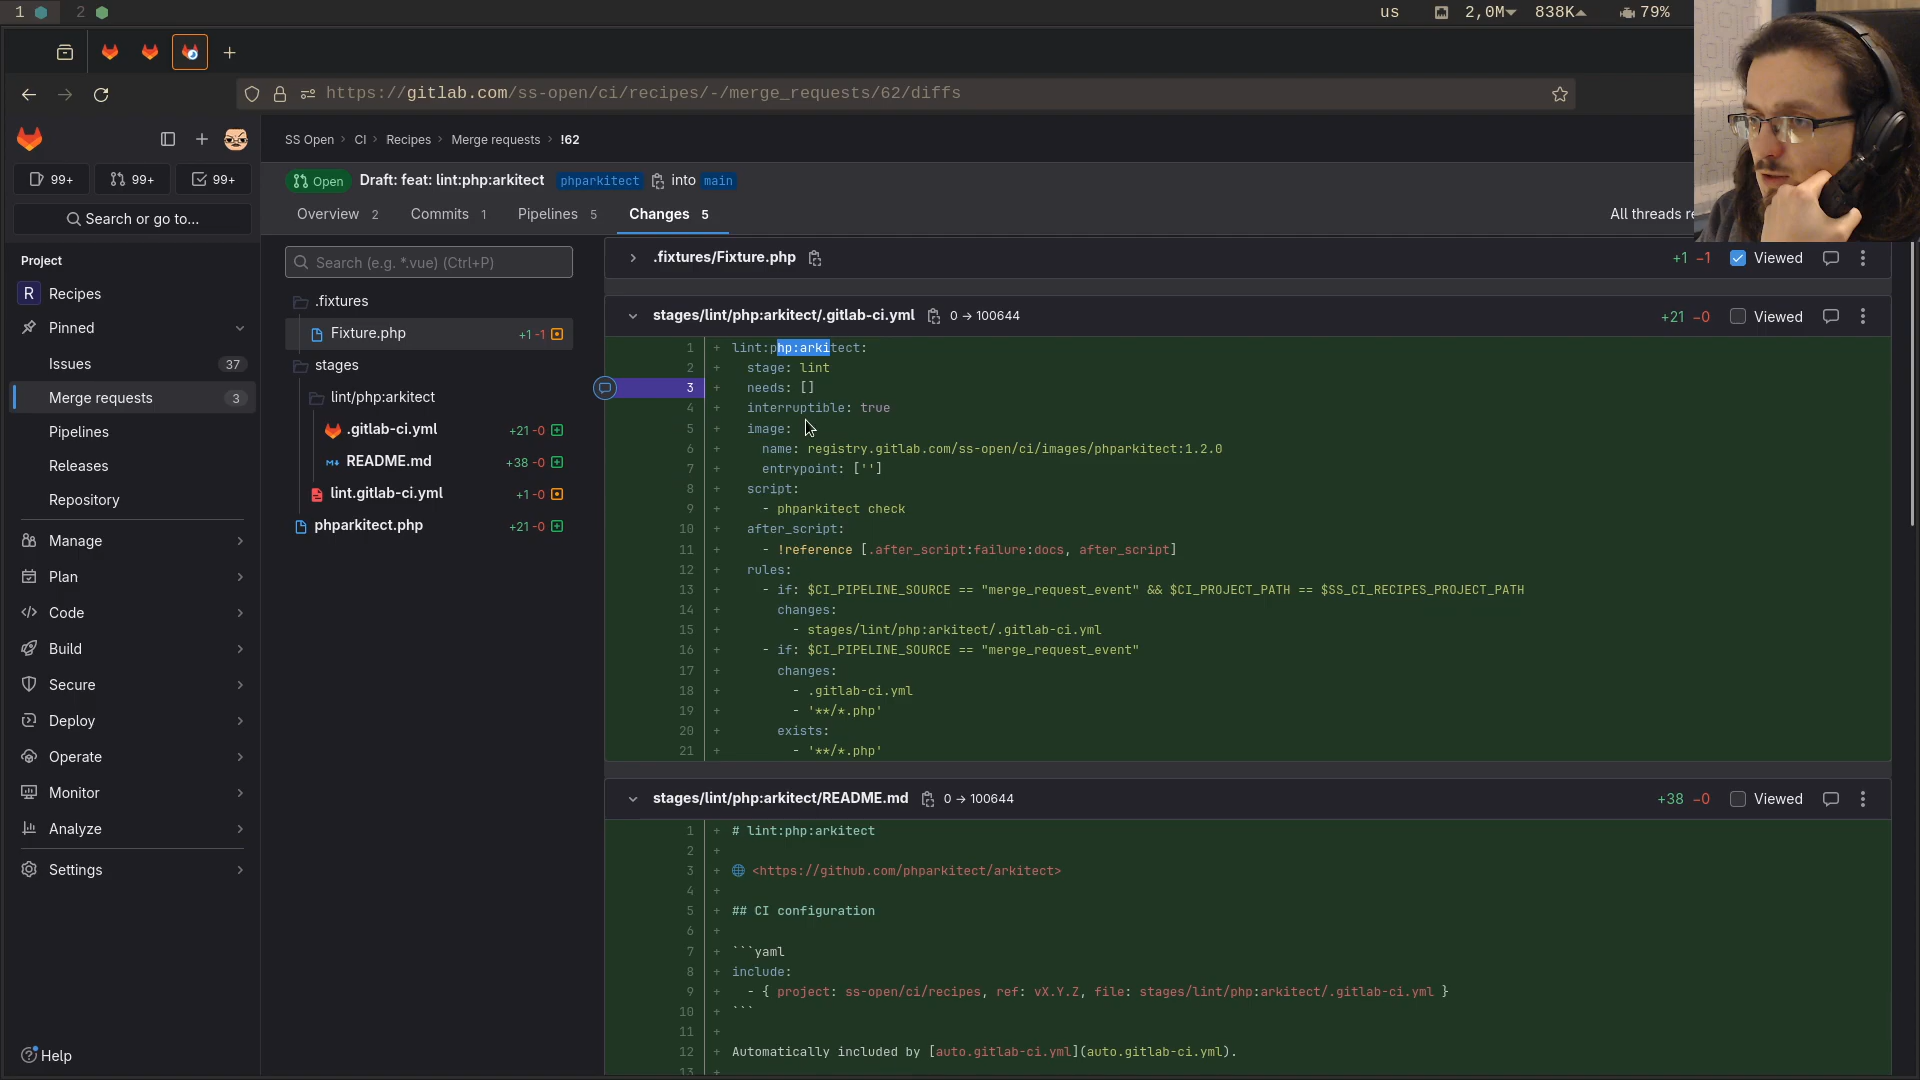 1 2 us 2,0M 838K 79%
https://gitlab.com/ss-open/ci/recipes/-/merge_requests/62/diffs
SS Open › CI › Recipes › Merge requests › !62
99+ 99+ 99+
Open Draft: feat: lint:php:arkitect phparkitect into main
Search or go to...
Overview 2 Commits 1 Pipelines 5 Changes 5 All threads re
Project
R Recipes
Pinned
Issues 37
Merge requests 3
Pipelines
Releases
Repository
Manage
Plan
Code
Build
Secure
Deploy
Operate
Monitor
Analyze
Settings
Help
Search (e.g. *.vue) (Ctrl+P)
.fixtures
Fixture.php +1 -1
stages
lint/php:arkitect
.gitlab-ci.yml +21 -0
README.md +38 -0
lint.gitlab-ci.yml +1 -0
phparkitect.php +21 -0
.fixtures/Fixture.php +1 −1 Viewed
stages/lint/php:arkitect/.gitlab-ci.yml 0 → 100644 +21 −0 Viewed
1 + lint:php:arkitect:
2 + stage: lint
3 + needs: []
4 + interruptible: true
5 + image:
6 + name: registry.gitlab.com/ss-open/ci/images/phparkitect:1.2.0
7 + entrypoint: ['']
8 + script:
9 + - phparkitect check
10 + after_script:
11 + - !reference [.after_script:failure:docs, after_script]
12 + rules:
13 + - if: $CI_PIPELINE_SOURCE == "merge_request_event" && $CI_PROJECT_PATH == $SS_CI_RECIPES_PROJECT_PATH
14 + changes:
15 + - stages/lint/php:arkitect/.gitlab-ci.yml
16 + - if: $CI_PIPELINE_SOURCE == "merge_request_event"
17 + changes:
18 + - .gitlab-ci.yml
19 + - '**/*.php'
20 + exists:
21 + - '**/*.php'
stages/lint/php:arkitect/README.md 0 → 100644 +38 −0 Viewed
1 + # lint:php:arkitect
2 +
3 + 🌐 <https://github.com/phparkitect/arkitect>
4 +
5 + ## CI configuration
6 +
7 + ```yaml
8 + include:
9 + - { project: ss-open/ci/recipes, ref: vX.Y.Z, file: stages/lint/php:arkitect/.gitlab-ci.yml }
10 + ```
11 +
12 + Automatically included by [auto.gitlab-ci.yml](auto.gitlab-ci.yml).
13 +